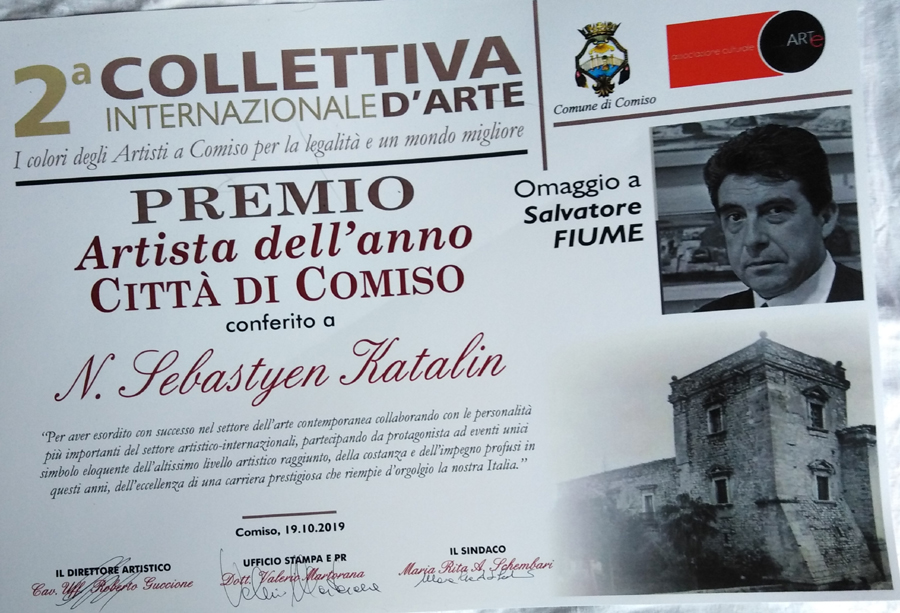 2ª COLLETTIVA
INTERNAZIONALE D'ARTE
I colori degli Artisti a Comiso per la legalità e un mondo migliore
Comune di Comiso
associazione culturale
ARTe
Omaggio a
Salvatore
FIUME
PREMIO
Artista dell'anno
CITTÀ DI COMISO
conferito a
N. Sebastyen Katalin
"Per aver esordito con successo nel settore dell'arte contemporanea collaborando con le personalità
più importanti del settore artistico-internazionali, partecipando da protagonista ad eventi unici
simbolo eloquente dell'altissimo livello artistico raggiunto, della costanza e dell'impegno profusi in
questi anni, dell'eccellenza di una carriera prestigiosa che riempie d'orgolgio la nostra Italia."
Comiso, 19.10.2019
IL DIRETTORE ARTISTICO
Cav. Uff. Roberto Guccione
UFFICIO STAMPA E PR
Dott. Valerio Martorana
IL SINDACO
Maria Rita A. Schembari